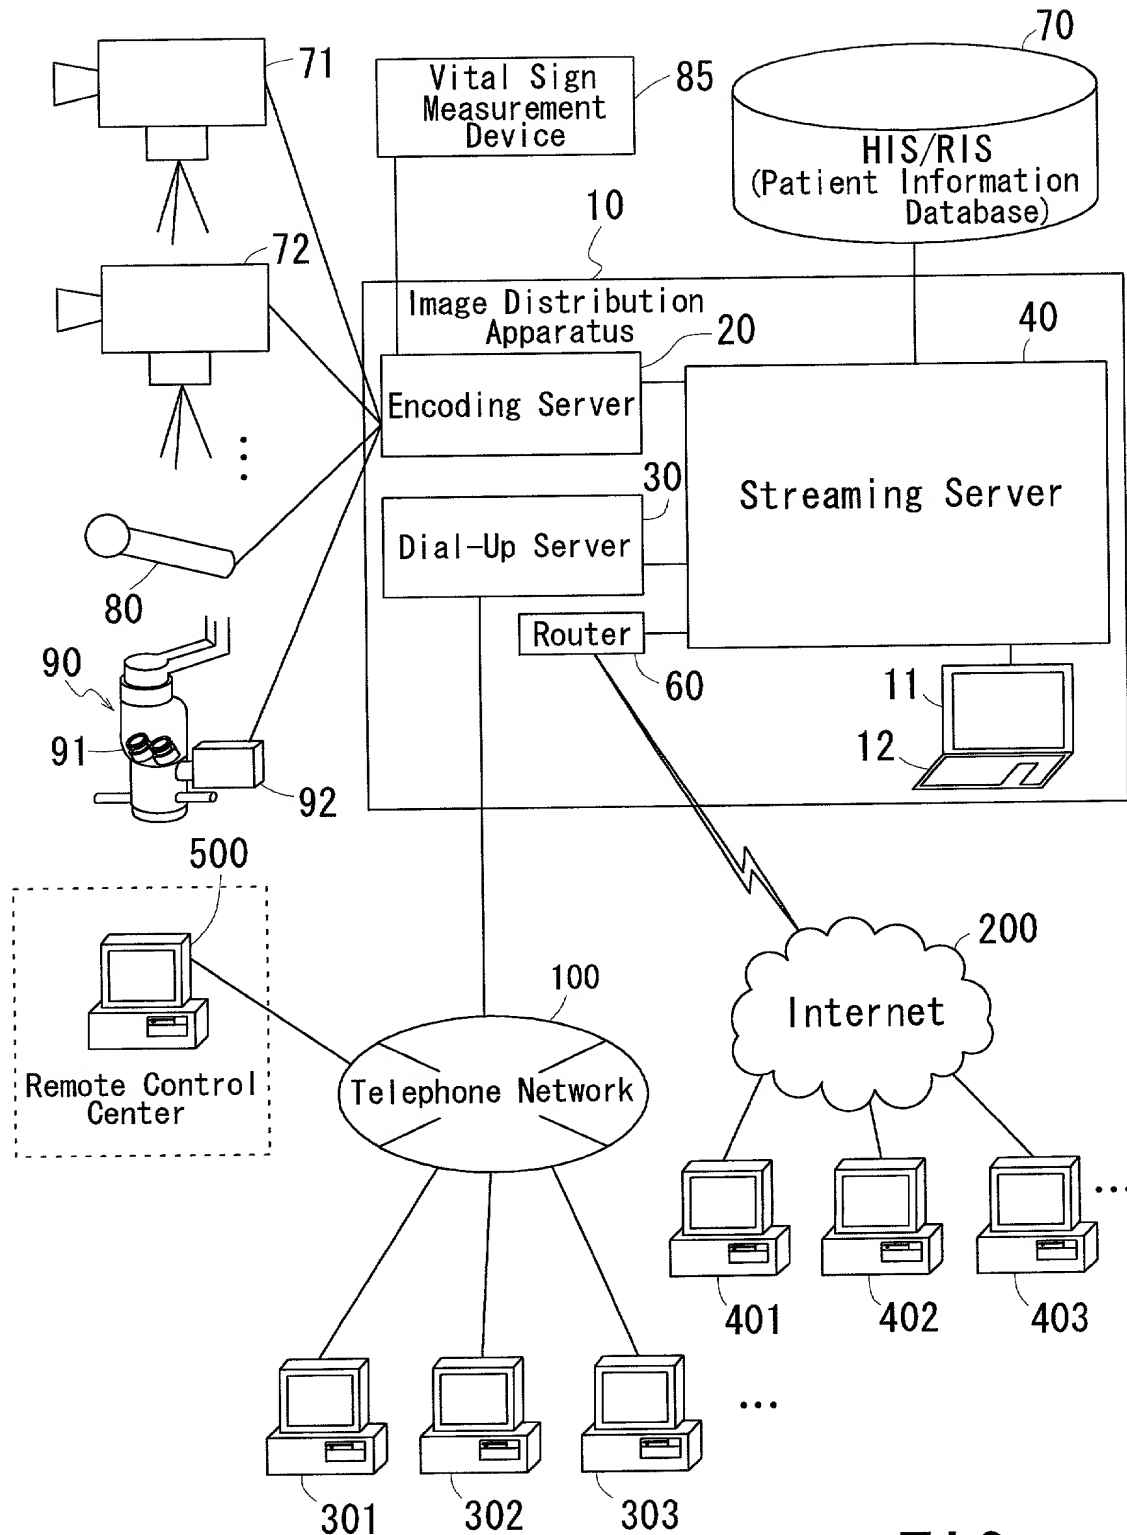 70
71
Vital Sign
Measurement
Device
85
HIS/RIS
(Patient Information
Database)
10
72
Image Distribution
Apparatus
20
40
Encoding Server
30
Streaming Server
Dial-Up Server
80
Router
60
90
91
92
11
12
500
200
Internet
100
Remote Control
Center
Telephone Network
401
402
403
301
302
303